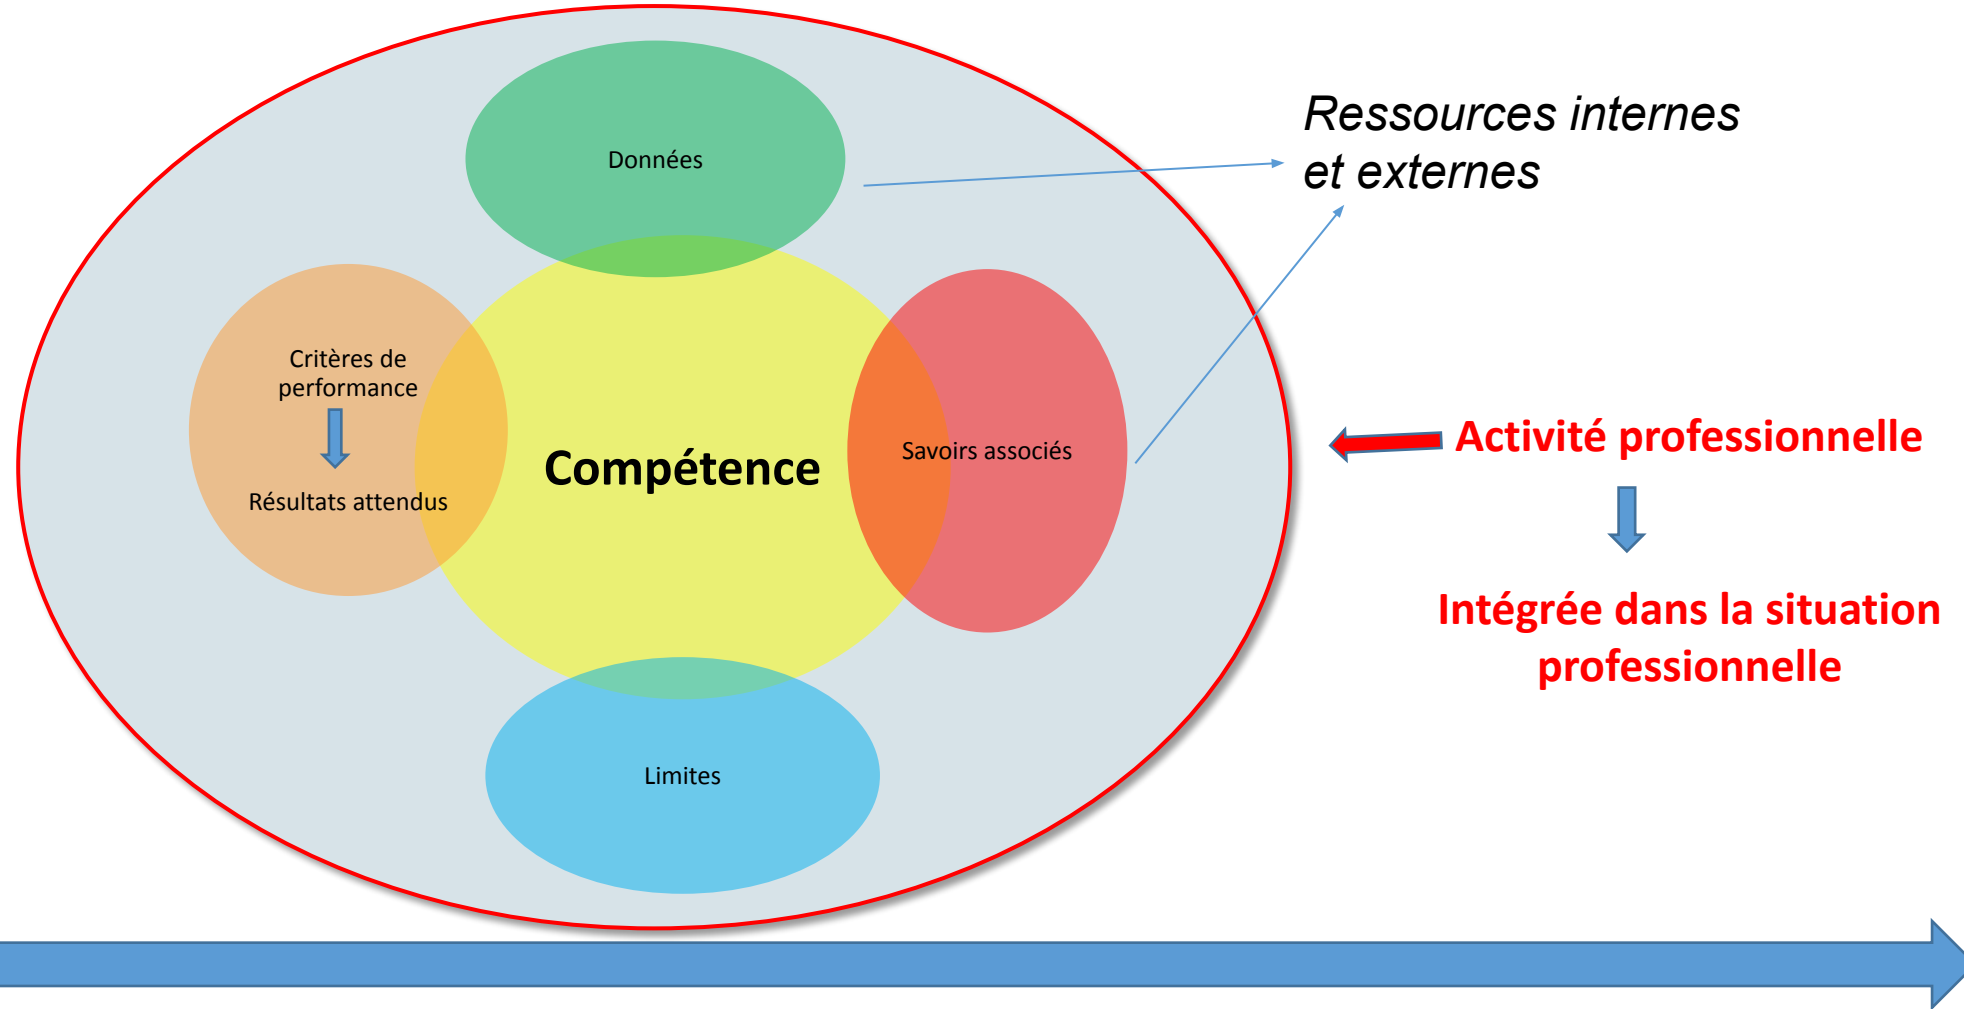 Données
Ressources internes
et externes
Critères de
performance
Résultats attendus
Compétence
Savoirs associés
Limites
Activité professionnelle
Intégrée dans la situation
professionnelle